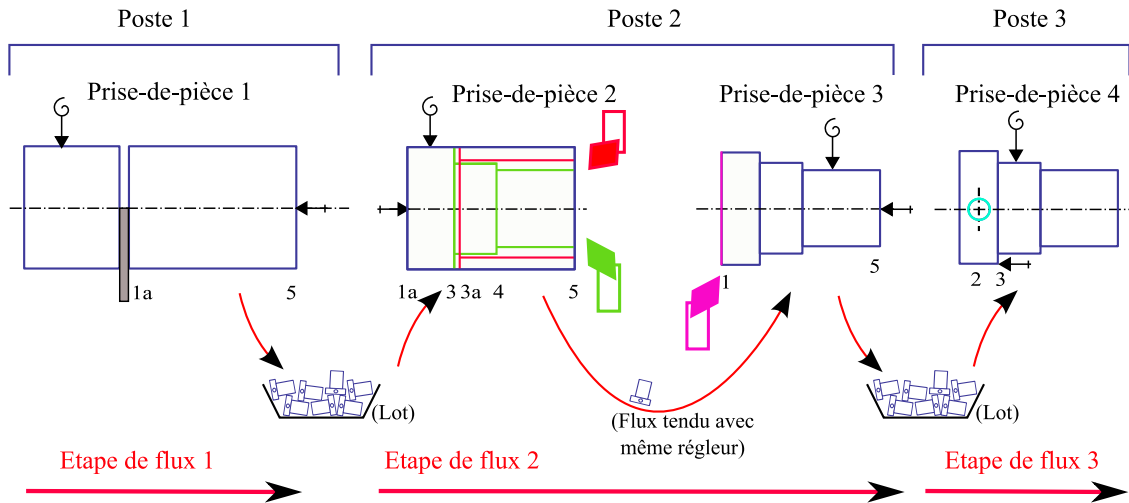 Poste 1
Poste 2
Poste 3
Prise-de-pièce 1
Prise-de-pièce 2
Prise-de-pièce 3
Prise-de-pièce 4
1a
5
1a
3
3a
4
5
1
5
2
3
(Lot)
(Flux tendu avec
même régleur)
(Lot)
Etape de flux 1
Etape de flux 2
Etape de flux 3